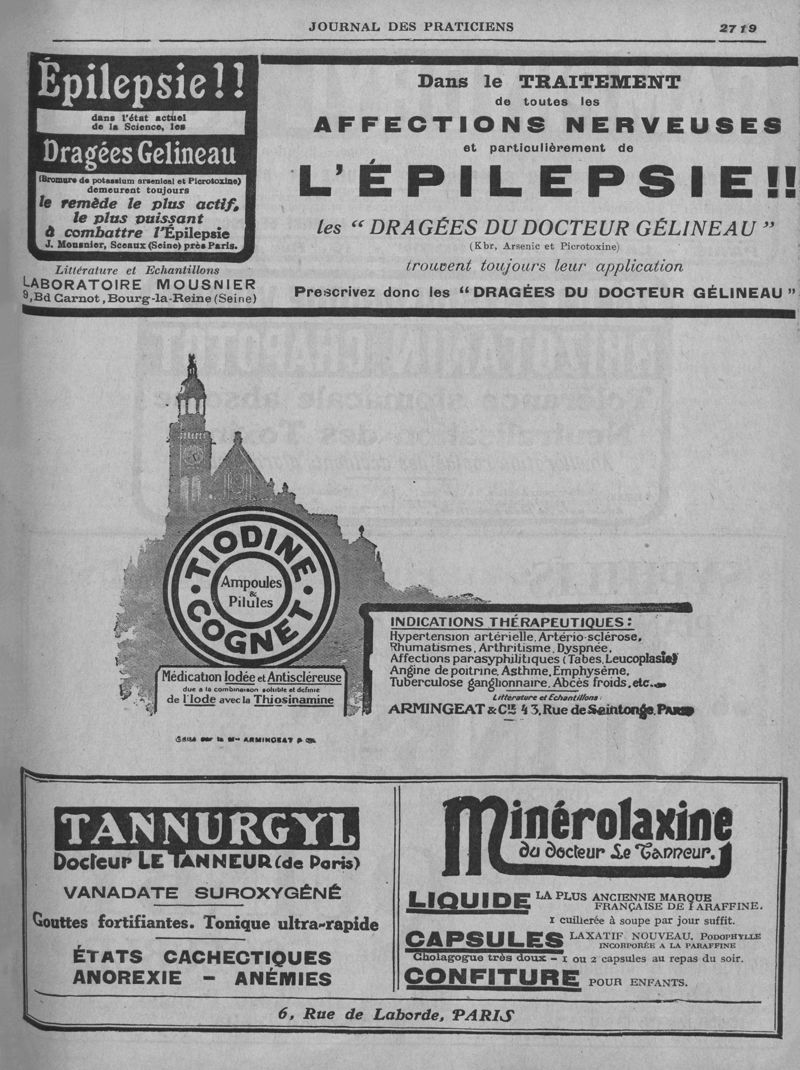 JOURNAL DES PRATICIENS
2719
Épilepsie!!
dans l'état actuel
de la Science, les
Dragées Gelineau
(Bromure de potassium arsenical et Picrotoxine)
demeurent toujours
le remède le plus actif,
le plus puissant
à combattre l'Épilepsie
J. Mousnier, Sceaux (Seine) près Paris.
Littérature et Echantillons
LABORATOIRE MOUSNIER
9, Bd Carnot, Bourg-la-Reine (Seine)
Dans le TRAITEMENT
de toutes les
AFFECTIONS NERVEUSES
et particulièrement de
L'ÉPILEPSIE!!
les “ DRAGÉES DU DOCTEUR GÉLINEAU ”
(Kbr, Arsenic et Picrotoxine)
trouvent toujours leur application
Prescrivez donc les “DRAGÉES DU DOCTEUR GÉLINEAU”
TIODINE
Ampoules
&
Pilules
COGNET
Médication Iodée et Antiscléreuse
due a la combinaison soluble et définie
de l'Iode avec la Thiosinamine
INDICATIONS THÉRAPEUTIQUES :
Hypertension artérielle, Artério-sclérose,
Rhumatismes, Arthritisme, Dyspnée,
Affections parasyphilitiques (Tabes, Leucoplasie)
Angine de poitrine, Asthme, Emphysème,
Tuberculose ganglionnaire, Abcès froids, etc..
Litterature et Echantillons
ARMINGEAT & Cie 43, Rue de Saintonge, PARIS
Édité par la Mon ARMINGEAT & Cie
TANNURGYL
Docteur LE TANNEUR (de Paris)
VANADATE SUROXYGÉNÉ
Gouttes fortifiantes. Tonique ultra-rapide
ÉTATS CACHECTIQUES
ANOREXIE – ANÉMIES
Minérolaxine
du docteur Le Tanneur.
LIQUIDE LA PLUS ANCIENNE MARQUE
FRANÇAISE DE PARAFFINE.
1 cuillerée à soupe par jour suffit.
CAPSULES LAXATIF NOUVEAU. PODOPHYLLE
INCORPORÉE A LA PARAFFINE
Cholagogue très doux – 1 ou 2 capsules au repas du soir.
CONFITURE POUR ENFANTS.
6, Rue de Laborde, PARIS